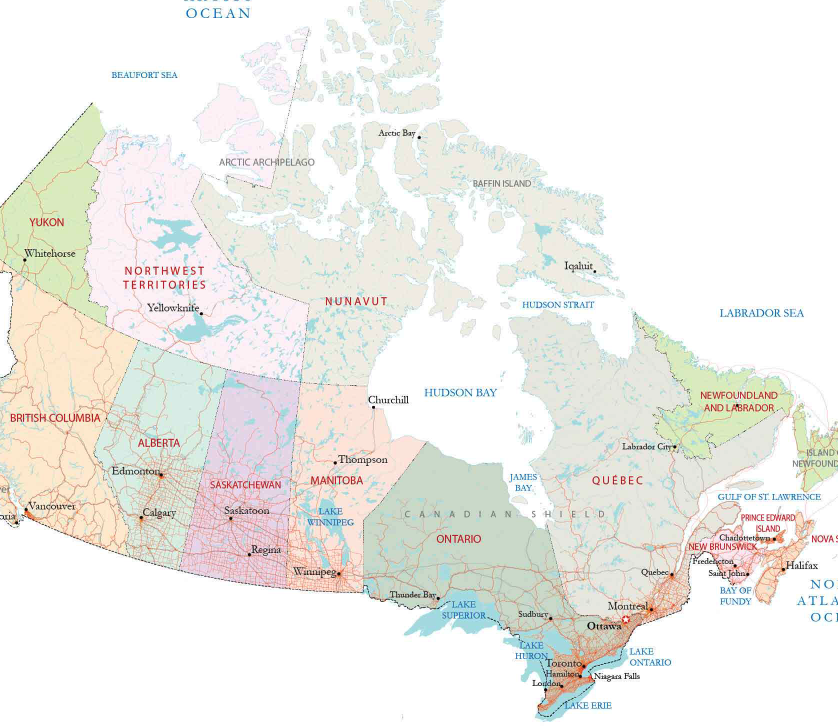 OCEAN
BEAUFORT SEA
Arctic Bay
ARCTIC ARCHIPELAGO
BAFFIN ISLAND
YUKON
Whitehorse
NORTHWEST
TERRITORIES
Yellowknife
NUNAVUT
Iqaluit
HUDSON STRAIT
LABRADOR SEA
BRITISH COLUMBIA
ALBERTA
Edmonton
Calgary
SASKATCHEWAN
Saskatoon
Regina
Churchill
Thompson
MANITOBA
LAKE
WINNIPEG
Winnipeg
HUDSON BAY
JAMES
BAY
CANADIAN SHIELD
ONTARIO
QUÉBEC
NEWFOUNDLAND
AND LABRADOR
Labrador City
ISLAND
NEWFOUN
GULF OF ST. LAWRENCE
PRINCE EDWARD
ISLAND
Charlottetown
NOVA S
NEW BRUNSWICK
Fredericton
Saint John
Halifax
BAY OF
FUNDY
NO
ATLA
OCE
Vancouver
Thunder Bay
LAKE
SUPERIOR
Sudbury
Quebec
Montreal
Ottawa
LAKE
HURON
Toronto
Hamilton
London
LAKE
ONTARIO
Niagara Falls
LAKE ERIE